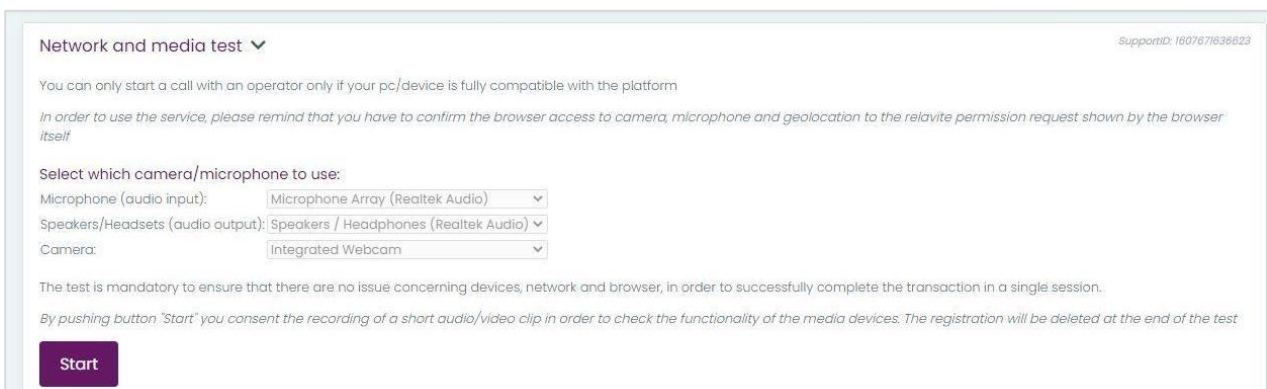 Network and media test
SupportID: 1607671636623
You can only start a call with an operator only if your pc/device is fully compatible with the platform
In order to use the service, please remind that you have to confirm the browser access to camera, microphone and geolocation to the relavite permission request shown by the browser
itself
Select which camera/microphone to use:
Microphone (audio input): Microphone Array (Realtek Audio)
Speakers/Headsets (audio output): Speakers / Headphones (Realtek Audio)
Camera: Integrated Webcam
The test is mandatory to ensure that there are no issue concerning devices, network and browser, in order to successfully complete the transaction in a single session.
By pushing button "Start" you consent the recording of a short audio/video clip in order to check the functionality of the media devices. The registration will be deleted at the end of the test
Start